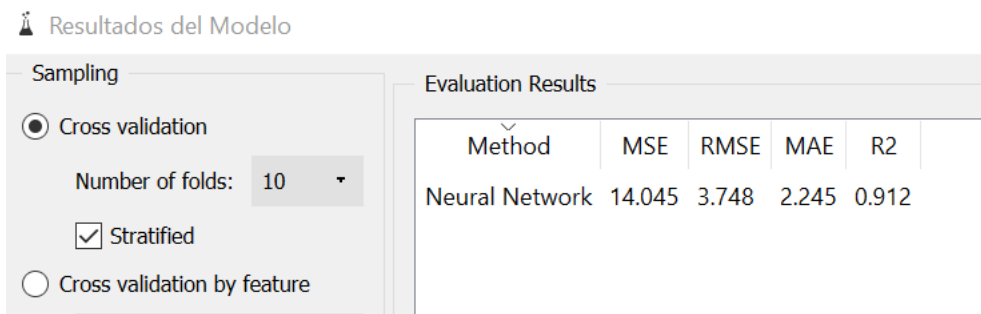 Resultados del Modelo
Sampling
Cross validation
Number of folds: 10
Stratified
Cross validation by feature
Evaluation Results
Method MSE RMSE MAE R2
Neural Network 14.045 3.748 2.245 0.912